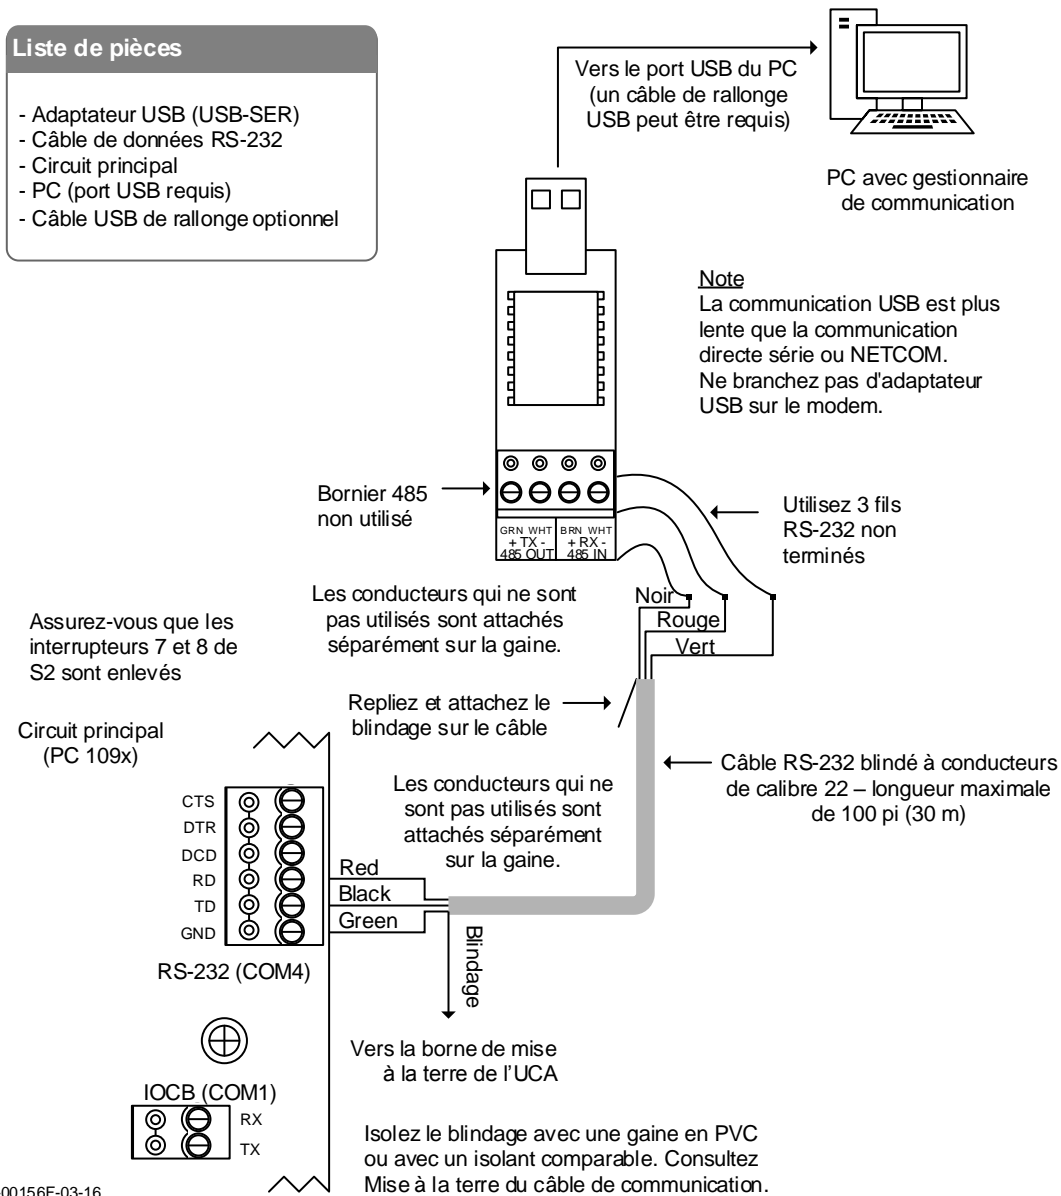 Liste de pièces
- Adaptateur USB (USB-SER)
- Câble de données RS-232
- Circuit principal
- PC (port USB requis)
- Câble USB de rallonge optionnel
Vers le port USB du PC
(un câble de rallonge
USB peut être requis)
PC avec gestionnaire
de communication
Note
La communication USB est plus
lente que la communication
directe série ou NETCOM.
Ne branchez pas d'adaptateur
USB sur le modem.
Bornier 485
non utilisé
GRN WHT BRN WHT
+ TX - + RX -
485 OUT 485 IN
Utilisez 3 fils
RS-232 non
terminés
Les conducteurs qui ne sont
pas utilisés sont attachés
séparément sur la gaine.
Noir
Rouge
Vert
Assurez-vous que les
interrupteurs 7 et 8 de
S2 sont enlevés
Repliez et attachez le
blindage sur le câble
Circuit principal
(PC 109x)
Câble RS-232 blindé à conducteurs
de calibre 22 – longueur maximale
de 100 pi (30 m)
Les conducteurs qui ne
sont pas utilisés sont
attachés séparément
sur la gaine.
CTS
DTR
DCD
RD
TD
GND
Red
Black
Green
Blindage
RS-232 (COM4)
Vers la borne de mise
à la terre de l'UCA
IOCB (COM1)
RX
TX
Isolez le blindage avec une gaine en PVC
ou avec un isolant comparable. Consultez
Mise à la terre du câble de communication.